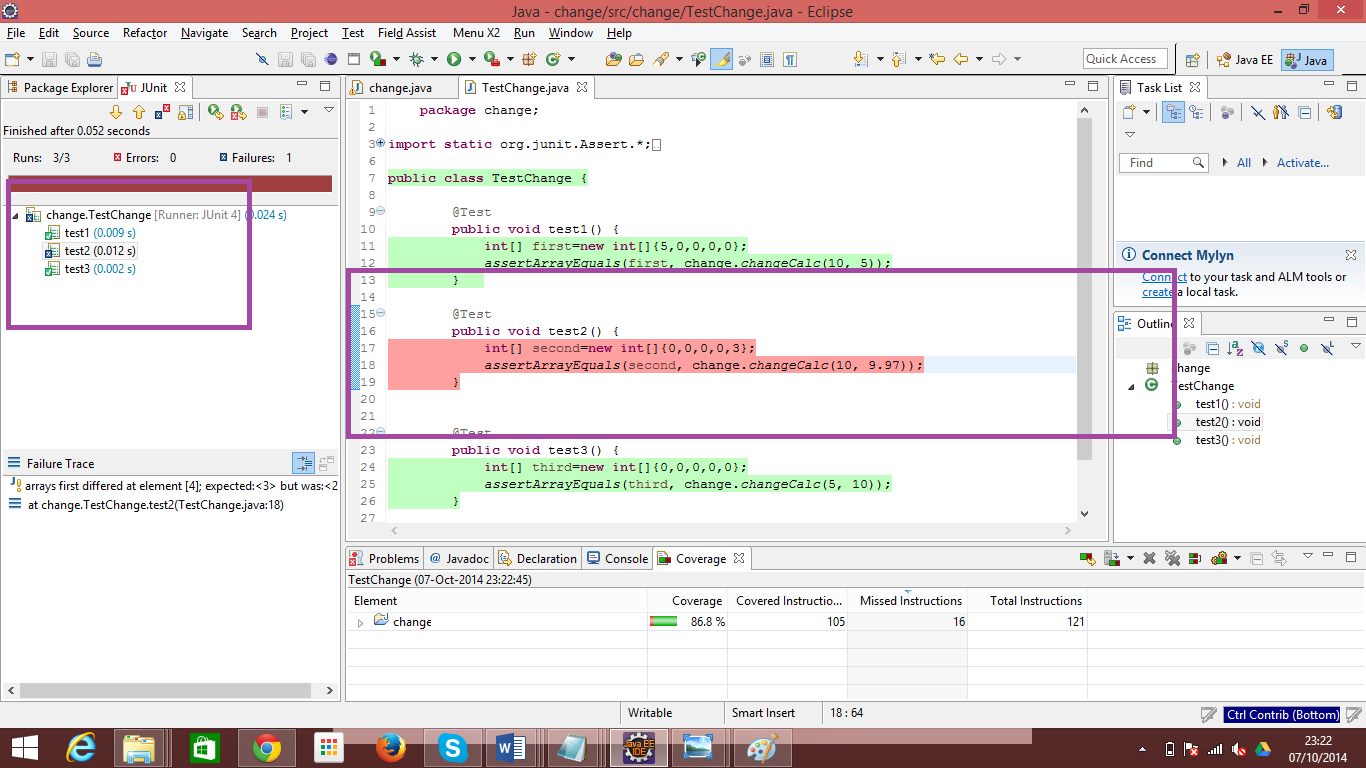 Java - change/src/change/TestChange.java - Eclipse
File Edit Source Refactor Navigate Search Project Test Field Assist Menu X2 Run Window Help
Quick Access
Java EE
Java
Package Explorer
JUnit
Finished after 0.052 seconds
Runs: 3/3 Errors: 0 Failures: 1
change.TestChange [Runner: JUnit 4] (0.024 s)
test1 (0.009 s)
test2 (0.012 s)
test3 (0.002 s)
Failure Trace
arrays first differed at element [4]; expected:<3> but was:<2
at change.TestChange.test2(TestChange.java:18)
change.java
TestChange.java
1 package change;
2
3 import static org.junit.Assert.*;
6
7 public class TestChange {
8
9 @Test
10 public void test1() {
11 int[] first=new int[]{5,0,0,0,0};
12 assertArrayEquals(first, change.changeCalc(10, 5));
13 }
14
15 @Test
16 public void test2() {
17 int[] second=new int[]{0,0,0,0,3};
18 assertArrayEquals(second, change.changeCalc(10, 9.97));
19 }
20
21
22 @Test
23 public void test3() {
24 int[] third=new int[]{0,0,0,0,0};
25 assertArrayEquals(third, change.changeCalc(5, 10));
26 }
27
Task List
Find
All
Activate...
Connect Mylyn
Connect to your task and ALM tools or
create a local task.
Outline
change
TestChange
test1() : void
test2() : void
test3() : void
Problems
@ Javadoc
Declaration
Console
Coverage
TestChange (07-Oct-2014 23:22:45)
Element Coverage Covered Instructio... Missed Instructions Total Instructions
change 86.8 % 105 16 121
Writable
Smart Insert
18 : 64
Ctrl Contrib (Bottom)
Java EE
IDE
23:22
07/10/2014